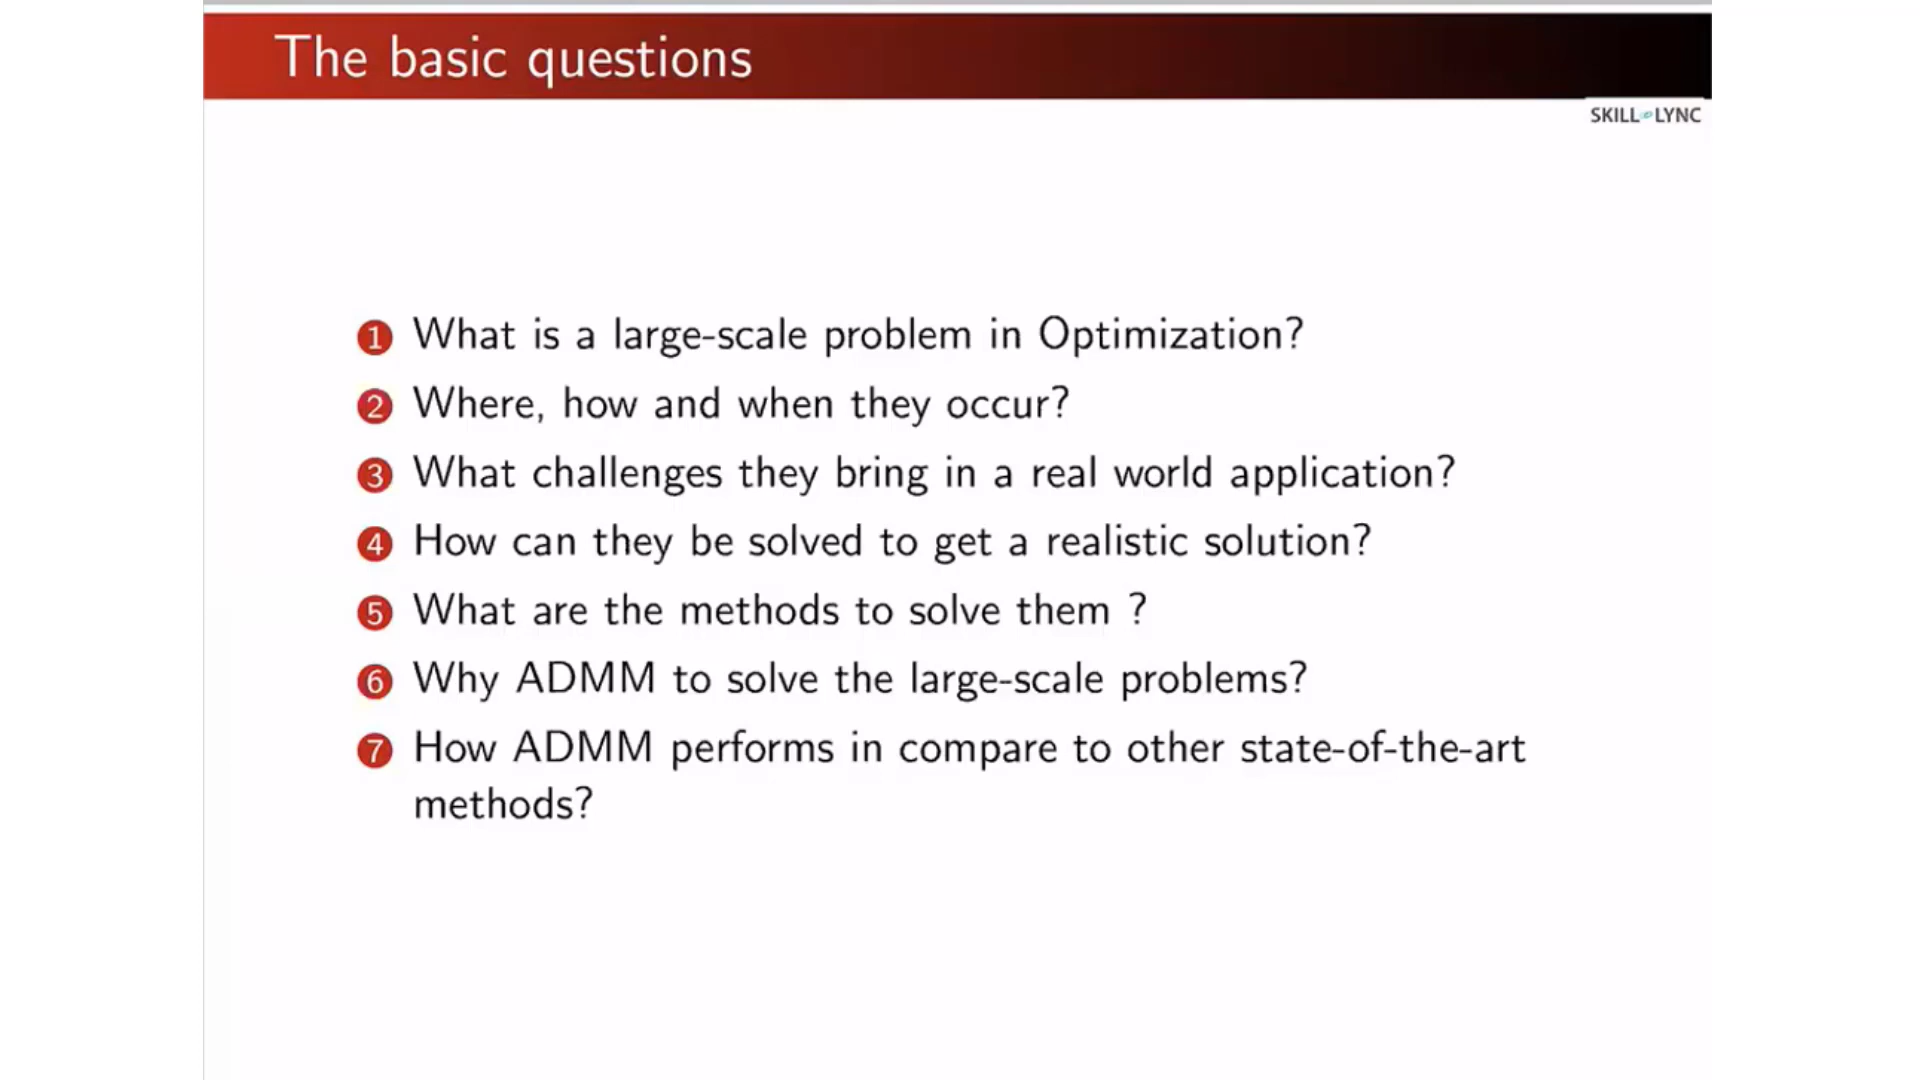 The basic questions
SKILL LYNC
1 What is a large-scale problem in Optimization?
2 Where, how and when they occur?
3 What challenges they bring in a real world application?
4 How can they be solved to get a realistic solution?
5 What are the methods to solve them ?
6 Why ADMM to solve the large-scale problems?
7 How ADMM performs in compare to other state-of-the-art
methods?